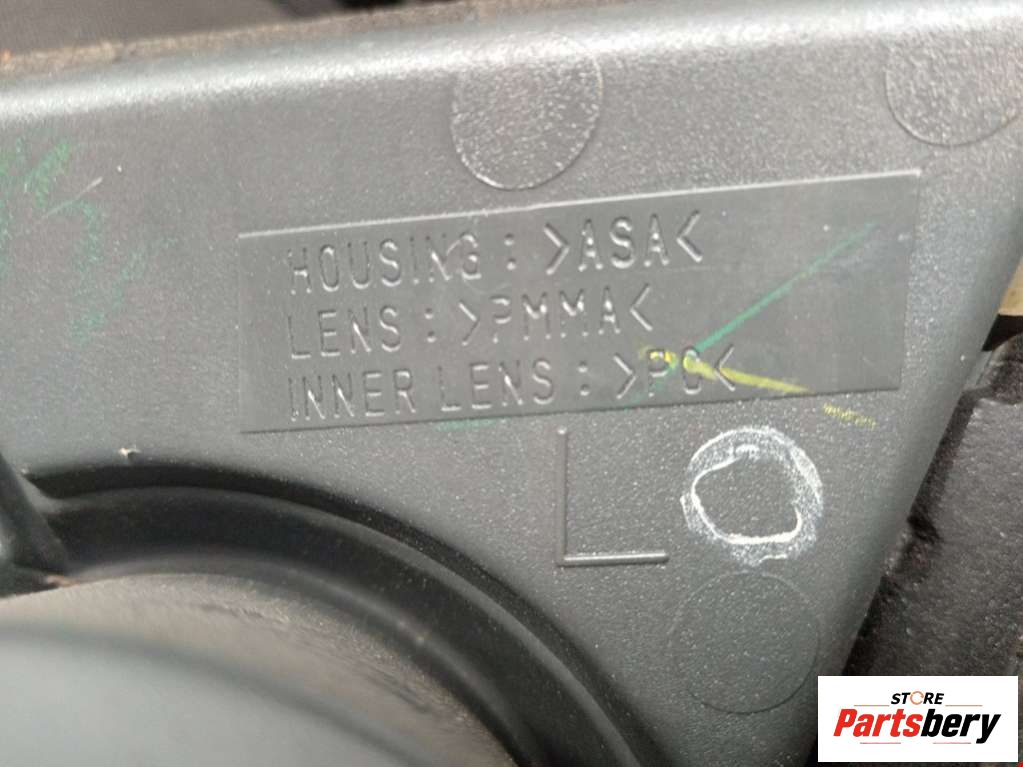 HOUSING : >ASA<
LENS : >PMMA<
INNER LENS : >PC<
L
STORE
Partsbery